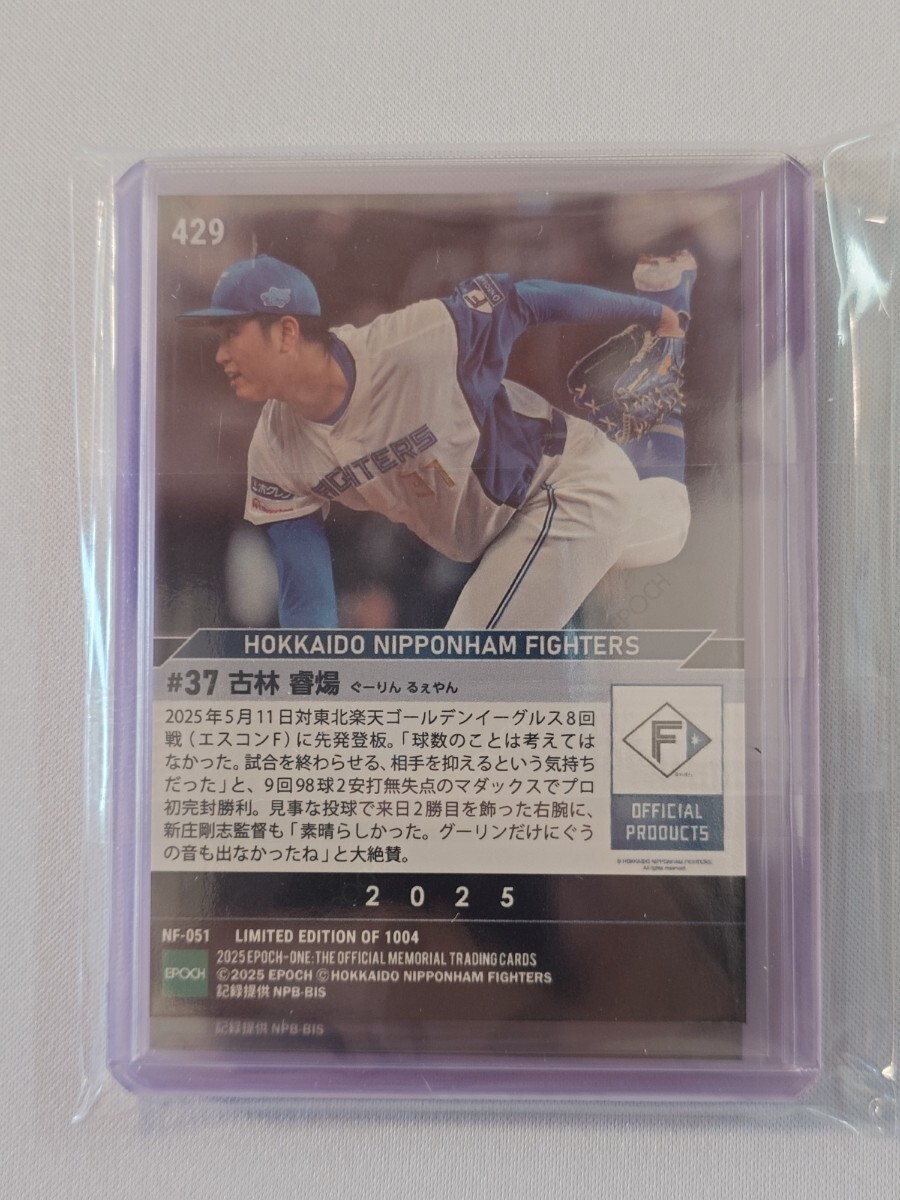 429
FIGHTERS
37
EPOCH
HOKKAIDO NIPPONHAM FIGHTERS
#37 古林 睿煬 ぐーりん るぇやん
2025年5月11日対東北楽天ゴールデンイーグルス8回
戦（エスコンF）に先発登板。「球数のことは考えては
なかった。試合を終わらせる、相手を抑えるという気持ち
だった」と、9回98球2安打無失点のマダックスでプロ
初完封勝利。見事な投球で来日2勝目を飾った右腕に、
新庄剛志監督も「素晴らしかった。グーリンだけにぐう
の音も出なかったね」と大絶賛。
F
OFFICIAL
PRODUCTS
© HOKKAIDO NIPPONHAM FIGHTERS
All rights reserved.
2025
NF-051 LIMITED EDITION OF 1004
EPOCH
2025 EPOCH-ONE:THE OFFICIAL MEMORIAL TRADING CARDS
©2025 EPOCH ©HOKKAIDO NIPPONHAM FIGHTERS
記録提供 NPB-BIS
記録提供 NPB-BIS